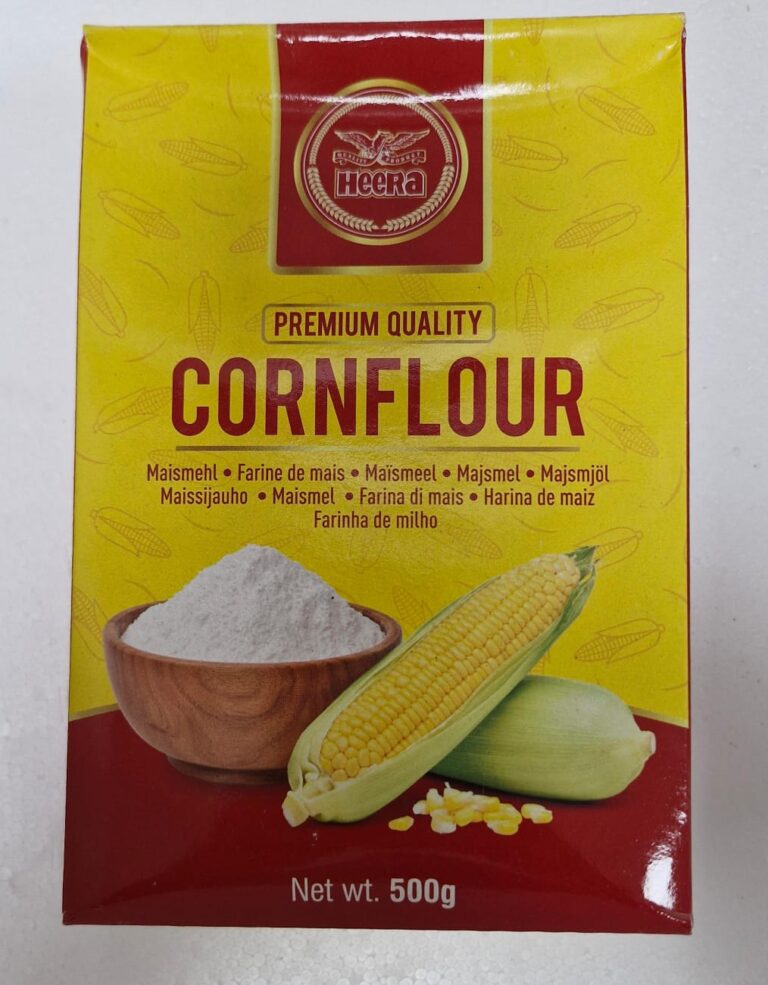 HEERA
PREMIUM QUALITY
CORNFLOUR
Maismehl • Farine de mais • Maïsmeel • Majsmel • Majsmjöl
Maissijauho • Maismel • Farina di mais • Harina de maiz
Farinha de milho
Net wt. 500g